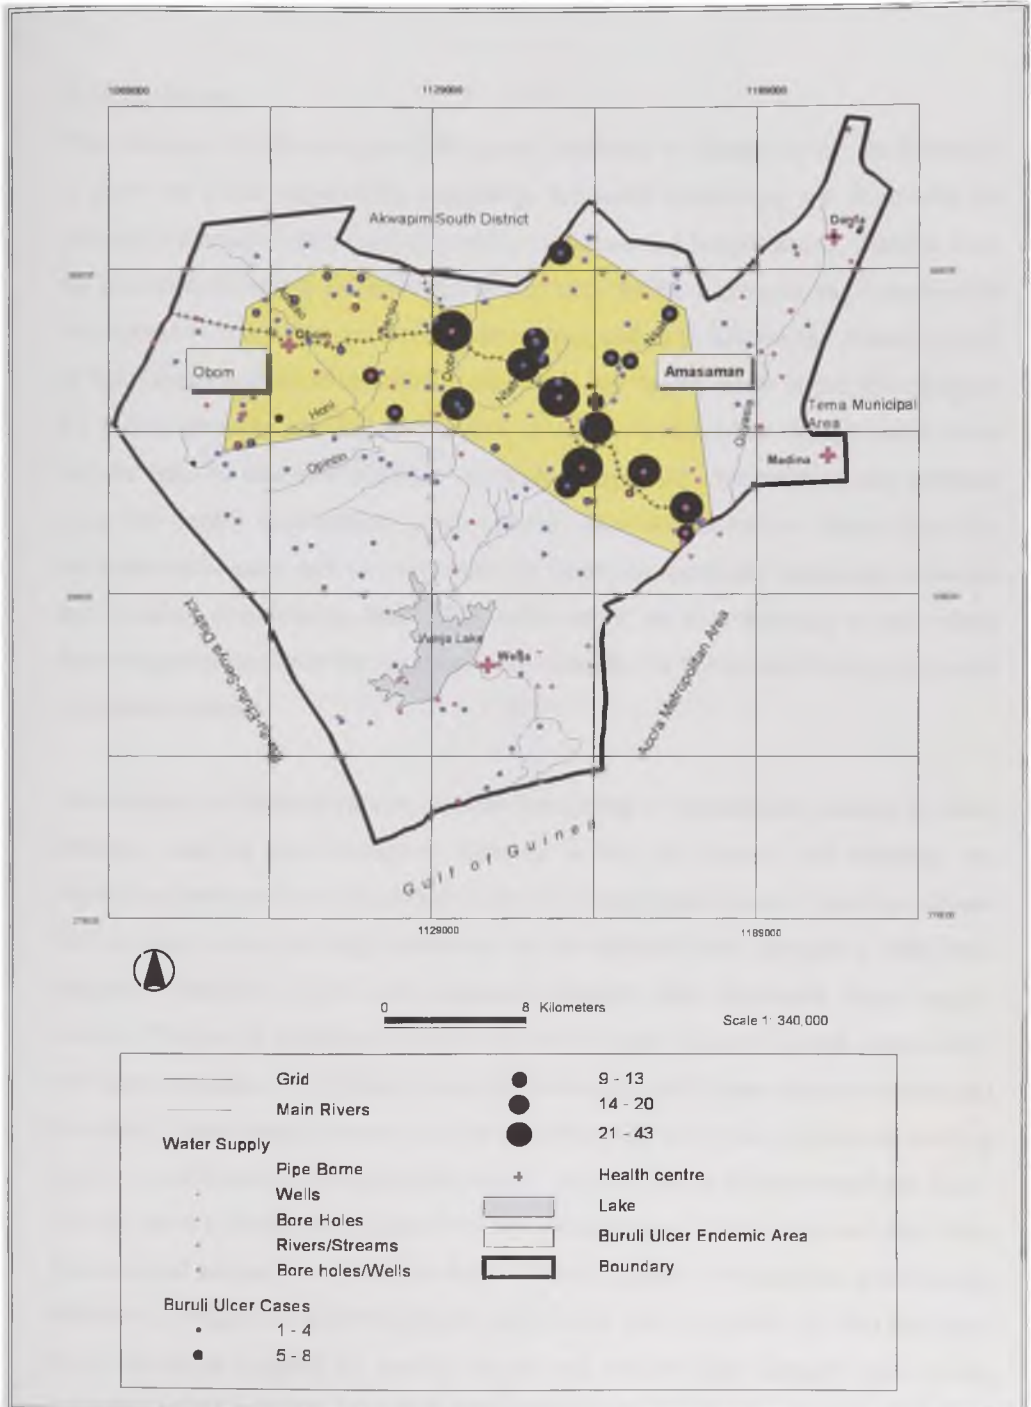 1129000
1189000
Akwapim South District
Obom
Obom
Dobro
Honi
Opinon
Amasaman
Tema Municipal
Area
Madina
Weija Lake
Weija
Accra Metropolitan Area
Gulf of Guinea
1129000
1189000
0 8 Kilometers
Scale 1: 340,000
Grid
Main Rivers
Water Supply
Pipe Borne
Wells
Bore Holes
Rivers/Streams
Bore holes/Wells
Buruli Ulcer Cases
1 - 4
5 - 8
9 - 13
14 - 20
21 - 43
Health centre
Lake
Buruli Ulcer Endemic Area
Boundary